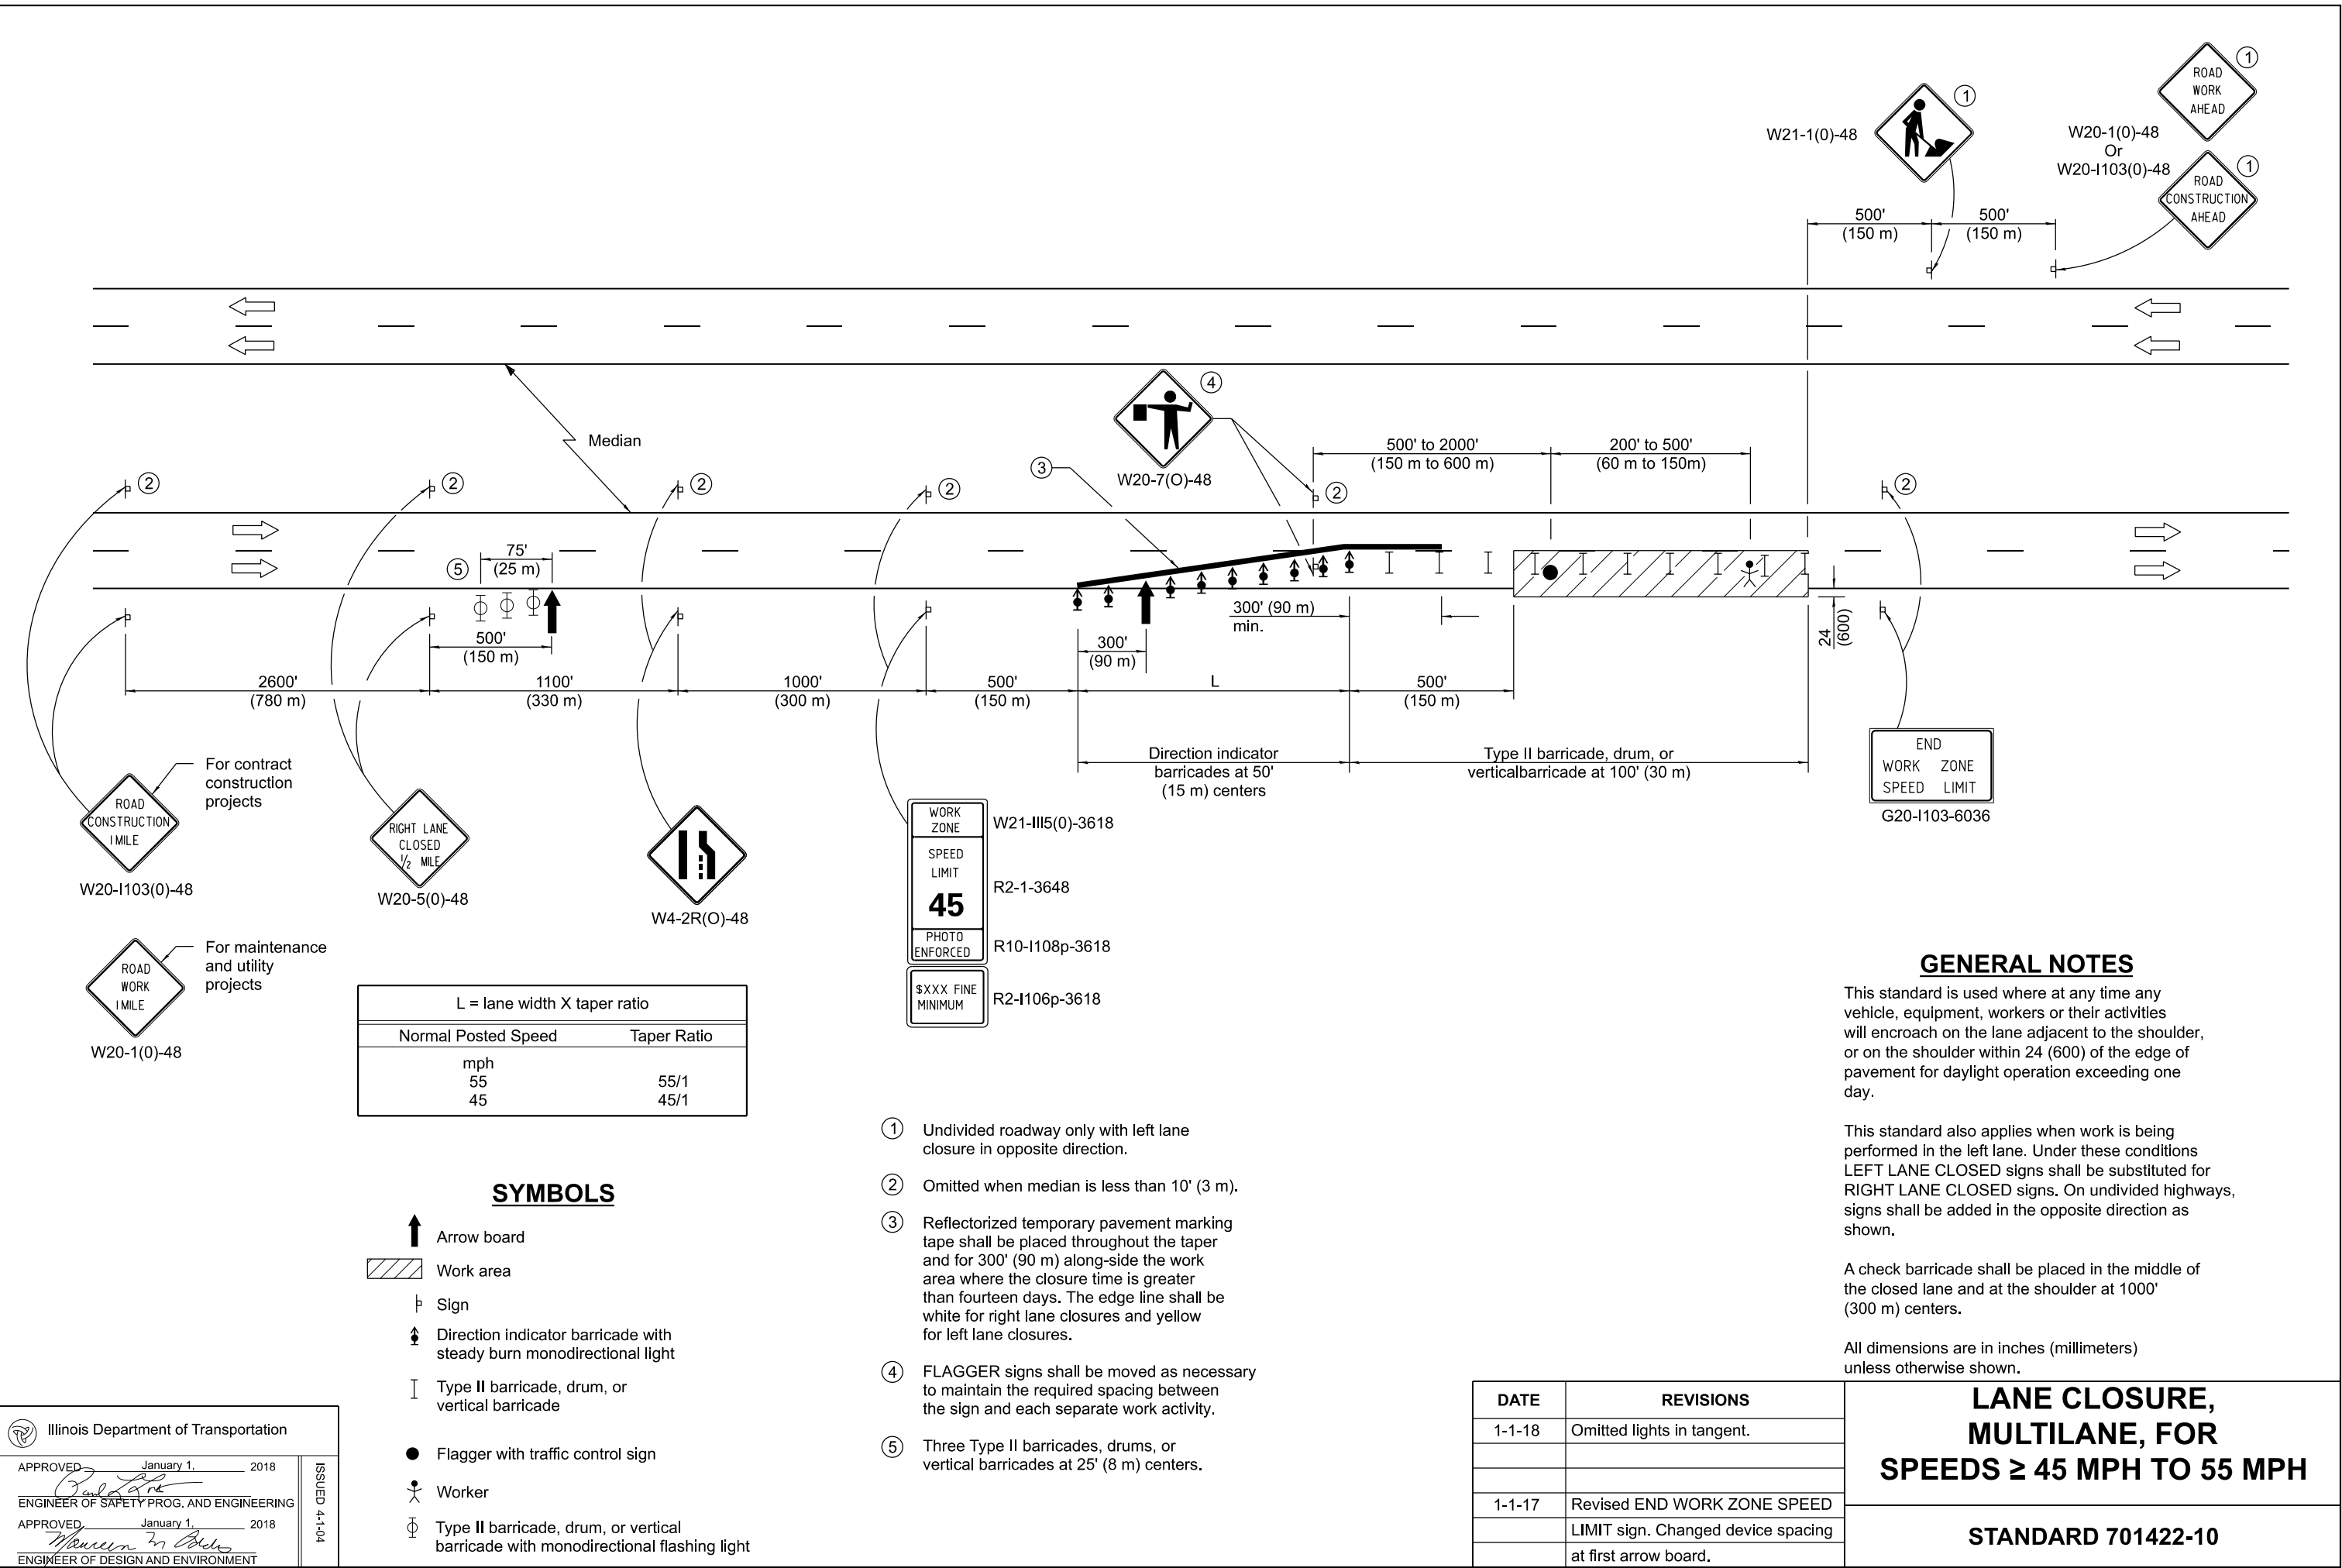 ROAD
WORK
AHEAD
1
1
W21-1(0)-48
W20-1(0)-48
Or
W20-I103(0)-48
ROAD
CONSTRUCTION
AHEAD
1
500'
(150 m)
500'
(150 m)
Median
4
W20-7(O)-48
3
500' to 2000'
(150 m to 600 m)
200' to 500'
(60 m to 150m)
2
2
2
2
2
2
5
75'
(25 m)
500'
(150 m)
300'
(90 m)
300' (90 m)
min.
24
(600)
2600'
(780 m)
1100'
(330 m)
1000'
(300 m)
500'
(150 m)
L
500'
(150 m)
Direction indicator
barricades at 50'
(15 m) centers
Type II barricade, drum, or
verticalbarricade at 100' (30 m)
END
WORK ZONE
SPEED LIMIT
G20-I103-6036
ROAD
CONSTRUCTION
1 MILE
For contract
construction
projects
W20-I103(0)-48
RIGHT LANE
CLOSED
1/2 MILE
W20-5(0)-48
W4-2R(O)-48
WORK
ZONE
W21-III5(0)-3618
SPEED
LIMIT
45
R2-1-3648
PHOTO
ENFORCED
R10-I108p-3618
$XXX FINE
MINIMUM
R2-I106p-3618
ROAD
WORK
1 MILE
For maintenance
and utility
projects
W20-1(0)-48
L = lane width X taper ratio
Normal Posted Speed Taper Ratio
mph
55 55/1
45 45/1
SYMBOLS
Arrow board
Work area
Sign
Direction indicator barricade with
steady burn monodirectional light
Type II barricade, drum, or
vertical barricade
Flagger with traffic control sign
Worker
Type II barricade, drum, or vertical
barricade with monodirectional flashing light
1 Undivided roadway only with left lane
closure in opposite direction.
2 Omitted when median is less than 10' (3 m).
3 Reflectorized temporary pavement marking
tape shall be placed throughout the taper
and for 300' (90 m) along-side the work
area where the closure time is greater
than fourteen days. The edge line shall be
white for right lane closures and yellow
for left lane closures.
4 FLAGGER signs shall be moved as necessary
to maintain the required spacing between
the sign and each separate work activity.
5 Three Type II barricades, drums, or
vertical barricades at 25' (8 m) centers.
GENERAL NOTES
This standard is used where at any time any
vehicle, equipment, workers or their activities
will encroach on the lane adjacent to the shoulder,
or on the shoulder within 24 (600) of the edge of
pavement for daylight operation exceeding one
day.
This standard also applies when work is being
performed in the left lane. Under these conditions
LEFT LANE CLOSED signs shall be substituted for
RIGHT LANE CLOSED signs. On undivided highways,
signs shall be added in the opposite direction as
shown.
A check barricade shall be placed in the middle of
the closed lane and at the shoulder at 1000'
(300 m) centers.
All dimensions are in inches (millimeters)
unless otherwise shown.
Illinois Department of Transportation
APPROVED January 1, 2018
ENGINEER OF SAFETY PROG. AND ENGINEERING
APPROVED January 1, 2018
ENGINEER OF DESIGN AND ENVIRONMENT
ISSUED 4-1-04
DATE REVISIONS
1-1-18 Omitted lights in tangent.
1-1-17 Revised END WORK ZONE SPEED
LIMIT sign. Changed device spacing
at first arrow board.
LANE CLOSURE,
MULTILANE, FOR
SPEEDS ≥ 45 MPH TO 55 MPH
STANDARD 701422-10